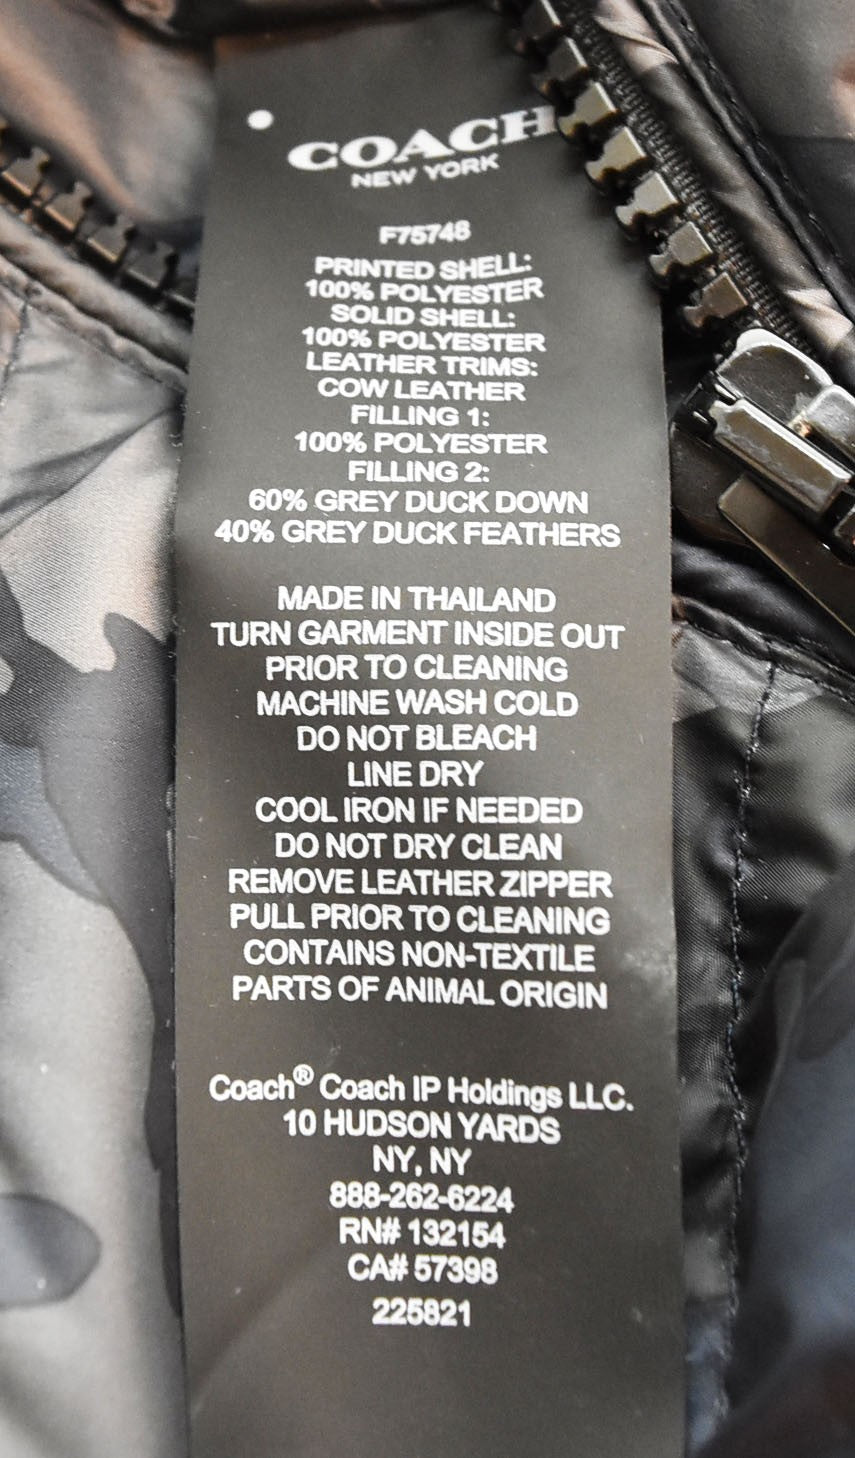 COACH
NEW YORK
F75748
PRINTED SHELL:
100% POLYESTER
SOLID SHELL:
100% POLYESTER
LEATHER TRIMS:
COW LEATHER
FILLING 1:
100% POLYESTER
FILLING 2:
60% GREY DUCK DOWN
40% GREY DUCK FEATHERS
MADE IN THAILAND
TURN GARMENT INSIDE OUT
PRIOR TO CLEANING
MACHINE WASH COLD
DO NOT BLEACH
LINE DRY
COOL IRON IF NEEDED
DO NOT DRY CLEAN
REMOVE LEATHER ZIPPER
PULL PRIOR TO CLEANING
CONTAINS NON-TEXTILE
PARTS OF ANIMAL ORIGIN
Coach® Coach IP Holdings LLC.
10 HUDSON YARDS
NY, NY
888-262-6224
RN# 132154
CA# 57398
225821